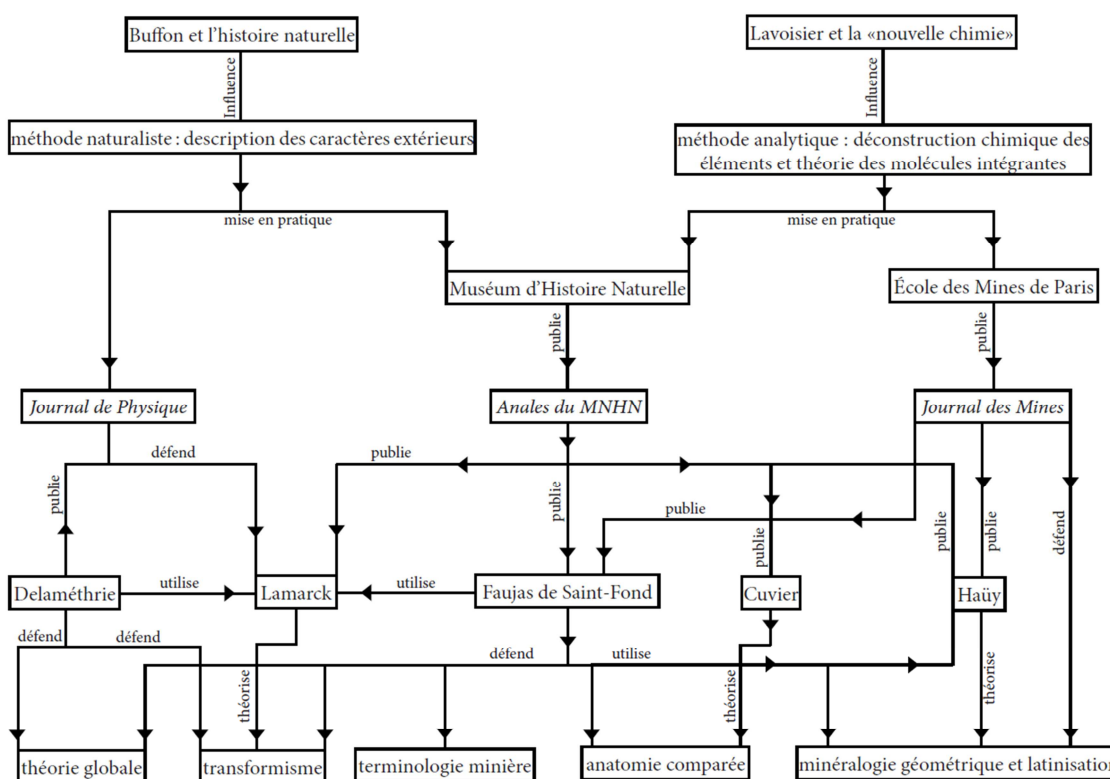 Buffon et l'histoire naturelle
Lavoisier et la «nouvelle chimie»
Influence
Influence
méthode naturaliste : description des caractères extérieurs
méthode analytique : déconstruction chimique des
éléments et théorie des molécules intégrantes
mise en pratique
mise en pratique
Muséum d'Histoire Naturelle
École des Mines de Paris
publie
publie
Journal de Physique
Anales du MNHN
Journal des Mines
défend
publie
publie
publie
publie
publie
publie
publie
défend
publie
Delaméthrie
utilise
Lamarck
utilise
Faujas de Saint-Fond
Cuvier
Haüy
défend
défend
défend
utilise
théorise
théorise
théorise
théorie globale
transformisme
terminologie minière
anatomie comparée
minéralogie géométrique et latinisation